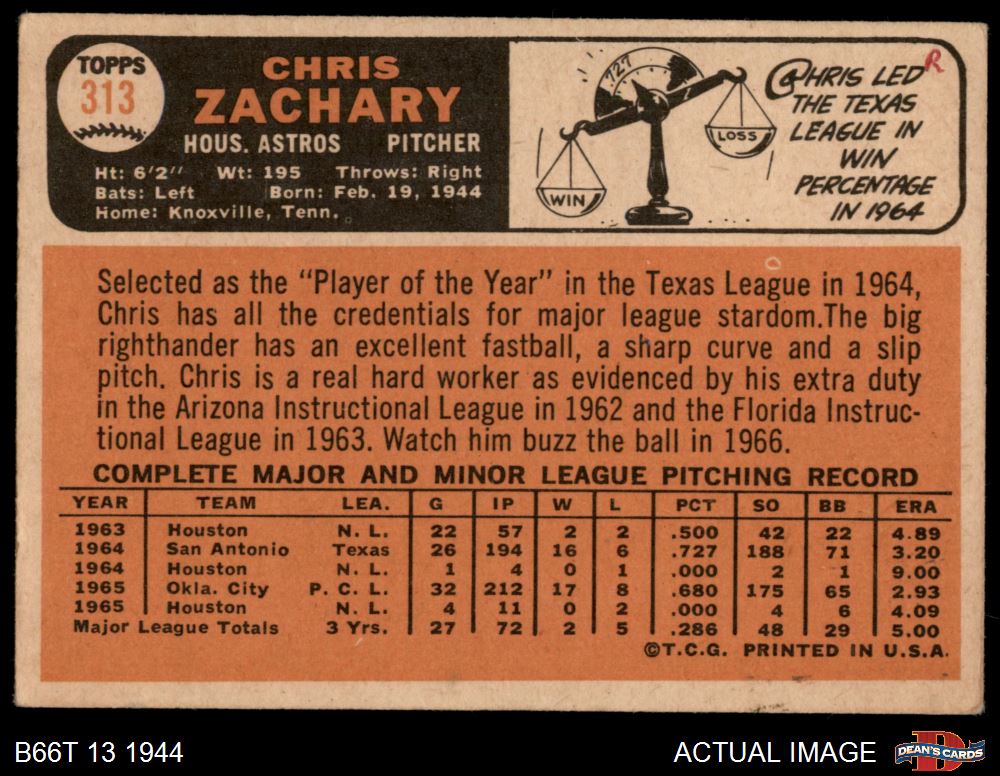 TOPPS
313
CHRIS
ZACHARY
HOUS. ASTROS PITCHER
Ht: 6'2" Wt: 195 Throws: Right
Bats: Left Born: Feb. 19, 1944
Home: Knoxville, Tenn.
727
WIN
LOSS
CHRIS LED
THE TEXAS
LEAGUE IN
WIN
PERCENTAGE
IN 1964
R
Selected as the "Player of the Year" in the Texas League in 1964,
Chris has all the credentials for major league stardom.The big
righthander has an excellent fastball, a sharp curve and a slip
pitch. Chris is a real hard worker as evidenced by his extra duty
in the Arizona Instructional League in 1962 and the Florida Instruc-
tional League in 1963. Watch him buzz the ball in 1966.
COMPLETE MAJOR AND MINOR LEAGUE PITCHING RECORD
YEAR TEAM LEA. G IP W L PCT SO BB ERA
1963 Houston N. L. 22 57 2 2 .500 42 22 4.89
1964 San Antonio Texas 26 194 16 6 .727 188 71 3.20
1964 Houston N. L. 1 4 0 1 .000 2 1 9.00
1965 Okla. City P. C. L. 32 212 17 8 .680 175 65 2.93
1965 Houston N. L. 4 11 0 2 .000 4 6 4.09
Major League Totals 3 Yrs. 27 72 2 5 .286 48 29 5.00
©T.C.G. PRINTED IN U.S.A.
B66T 13 1944
ACTUAL IMAGE
D
DEAN'S CARDS